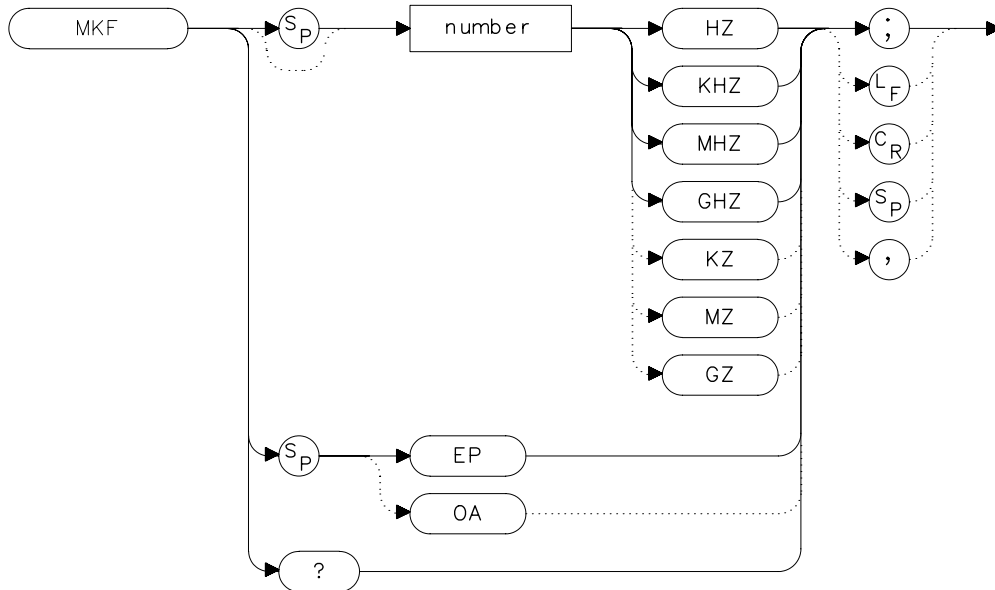 MKF SP number HZ ;
KHZ LF
MHZ CR
GHZ SP
KZ ,
MZ
GZ
SP EP
OA
?